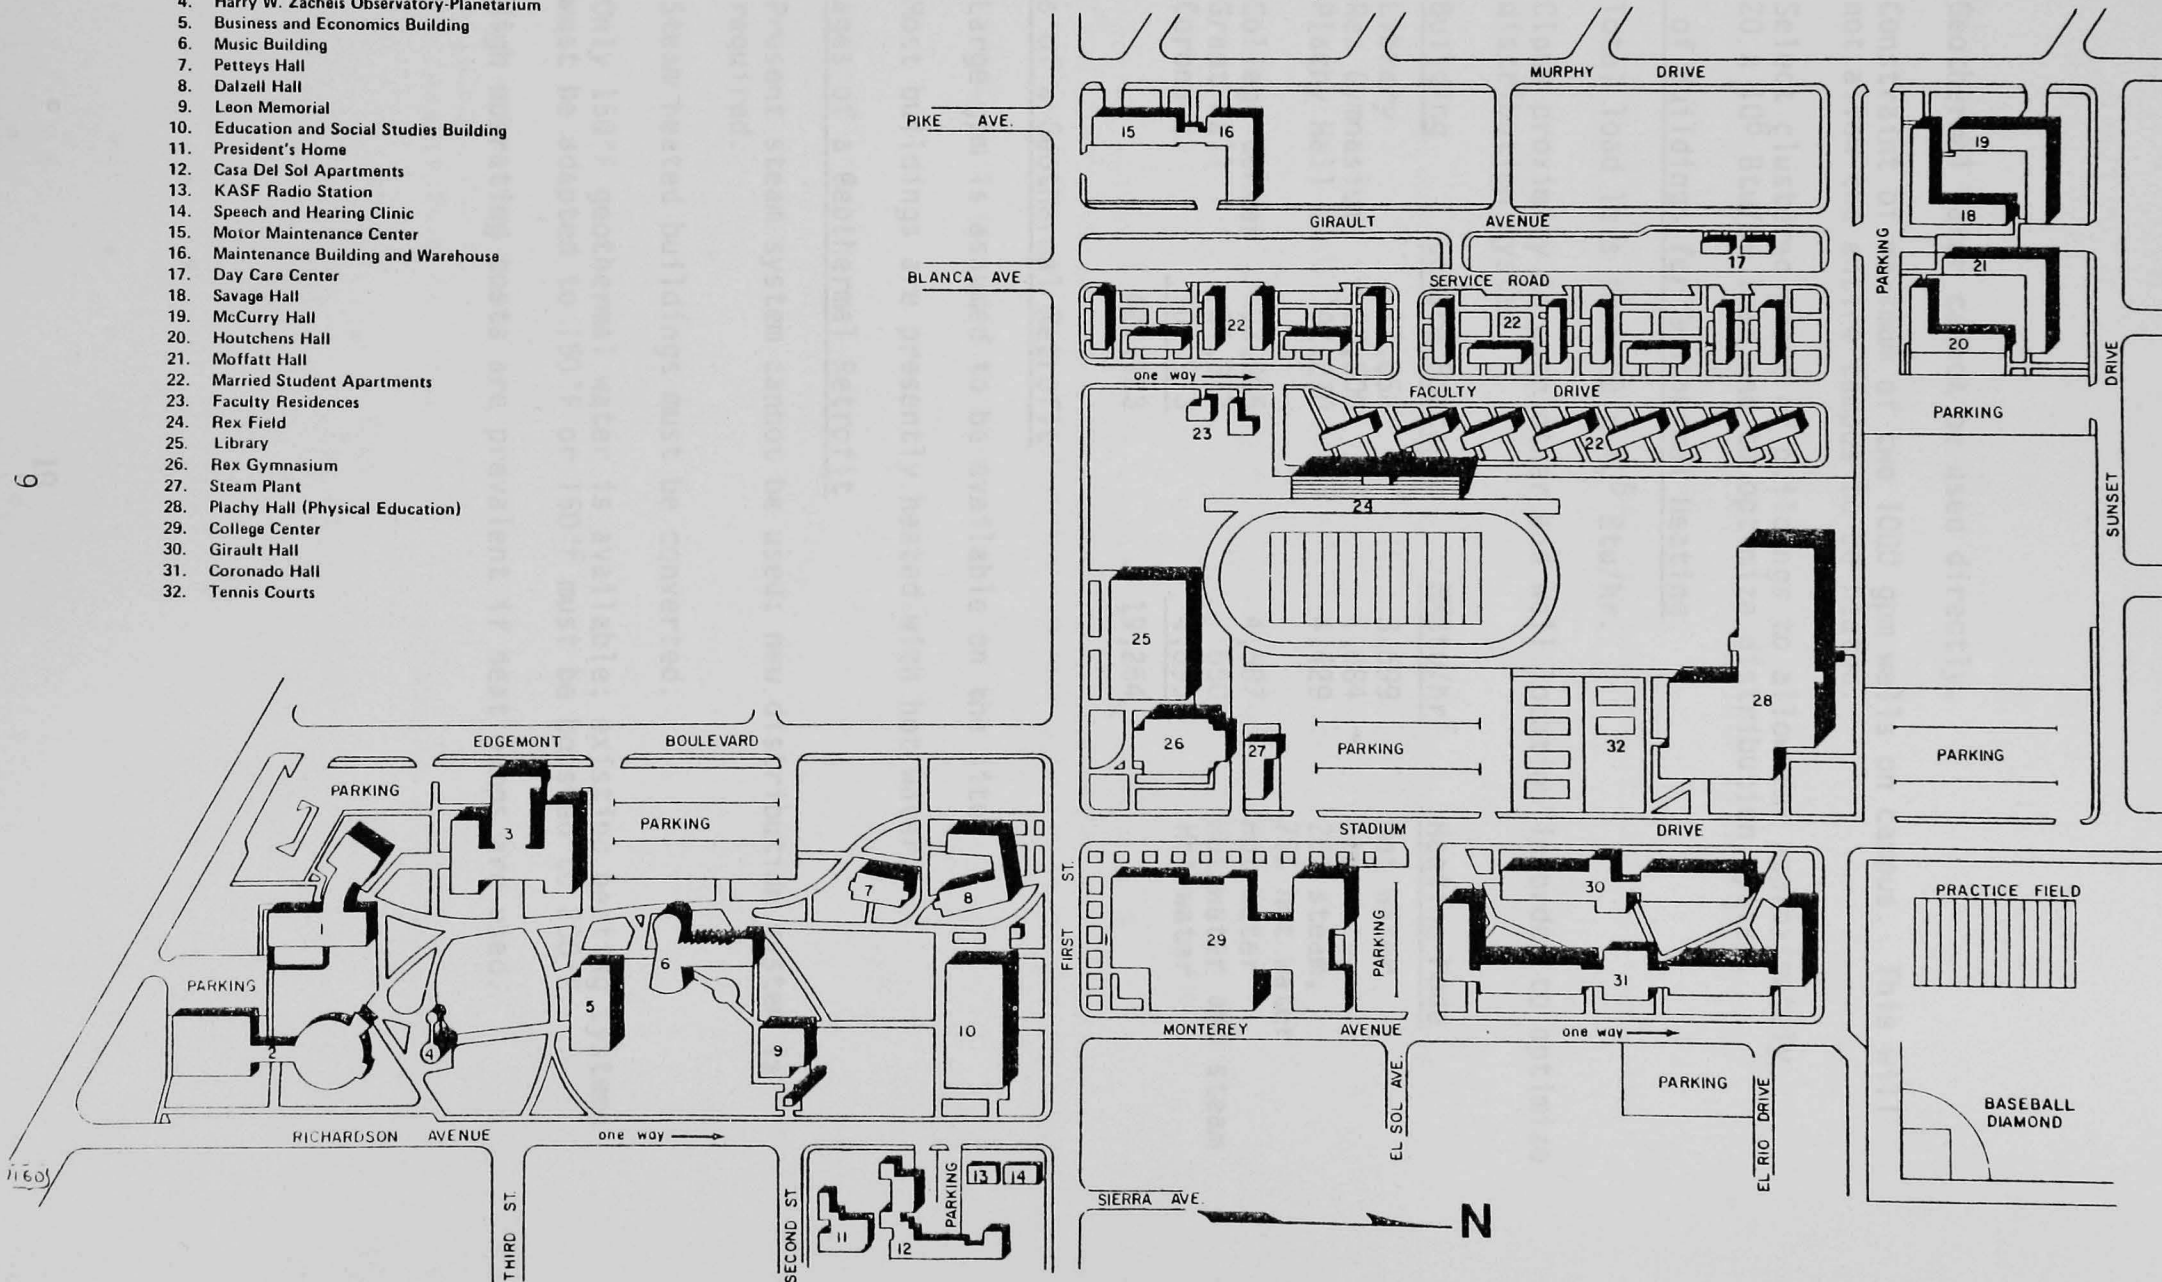 4. Harry W. Zacheis Observatory-Planetarium
5. Business and Economics Building
6. Music Building
7. Petteys Hall
8. Dalzell Hall
9. Leon Memorial
10. Education and Social Studies Building
11. President's Home
12. Casa Del Sol Apartments
13. KASF Radio Station
14. Speech and Hearing Clinic
15. Motor Maintenance Center
16. Maintenance Building and Warehouse
17. Day Care Center
18. Savage Hall
19. McCurry Hall
20. Houtchens Hall
21. Moffatt Hall
22. Married Student Apartments
23. Faculty Residences
24. Rex Field
25. Library
26. Rex Gymnasium
27. Steam Plant
28. Plachy Hall (Physical Education)
29. College Center
30. Girault Hall
31. Coronado Hall
32. Tennis Courts
9
MURPHY DRIVE
PIKE AVE.
15
16
19
18
GIRAULT AVENUE
17
PARKING
21
BLANCA AVE
SERVICE ROAD
22
22
20
one way
FACULTY DRIVE
DRIVE
SUNSET
PARKING
23
22
24
25
28
26
27
PARKING
32
PARKING
EDGEMONT BOULEVARD
PARKING
3
PARKING
STADIUM DRIVE
7
8
FIRST ST.
30
PRACTICE FIELD
1
29
PARKING
6
31
PARKING
5
10
2
4
9
MONTEREY AVENUE
one way
PARKING
EL SOL AVE.
EL RIO DRIVE
BASEBALL
DIAMOND
RICHARDSON AVENUE
one way
160
THIRD ST.
SECOND ST
11
12
PARKING
13
14
SIERRA AVE.
N